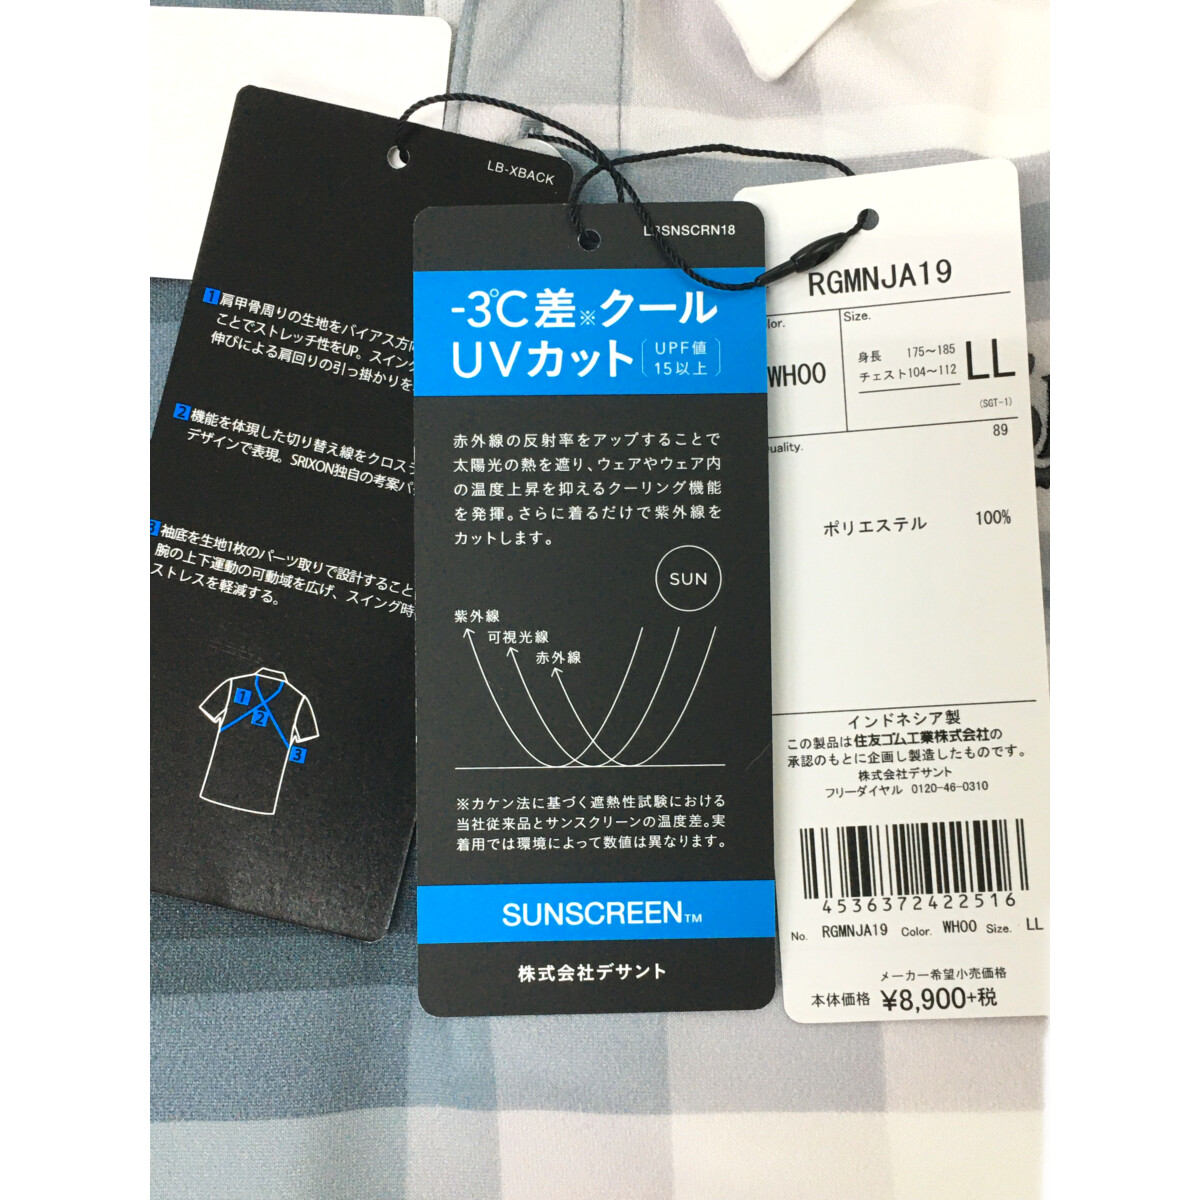 LB-XBACK
1 肩甲骨周りの生地をバイアス方向
ことでストレッチ性をUP。スイング
伸びによる肩回りの引っ掛かりを
2 機能を体現した切り替え線をクロス
デザインで表現。SRIXON独自の考案パ
3 袖底を生地1枚のパーツ取りで設計すること
腕の上下運動の可動域を広げ、スイング時
ストレスを軽減する。
1
2
3
LBSNSCRN18
-3℃差※クール
UVカット UPF値
15以上
赤外線の反射率をアップすることで
太陽光の熱を遮り、ウェアやウェア内
の温度上昇を抑えるクーリング機能
を発揮。さらに着るだけで紫外線を
カットします。
SUN
紫外線
可視光線
赤外線
※カケン法に基づく遮熱性試験における
当社従来品とサンスクリーンの温度差。実
着用では環境によって数値は異なります。
SUNSCREEN™
株式会社デサント
RGMNJA19
lor.
WH00
Size.
身長 175～185
チェスト104～112
LL
(SGT-1)
89
uality.
ポリエステル 100%
インドネシア製
この製品は住友ゴム工業株式会社の
承認のもとに企画し製造したものです。
株式会社デサント
フリーダイヤル 0120-46-0310
4536372422516
No. RGMNJA19 Color. WH00 Size. LL
メーカー希望小売価格
本体価格 ¥8,900+税